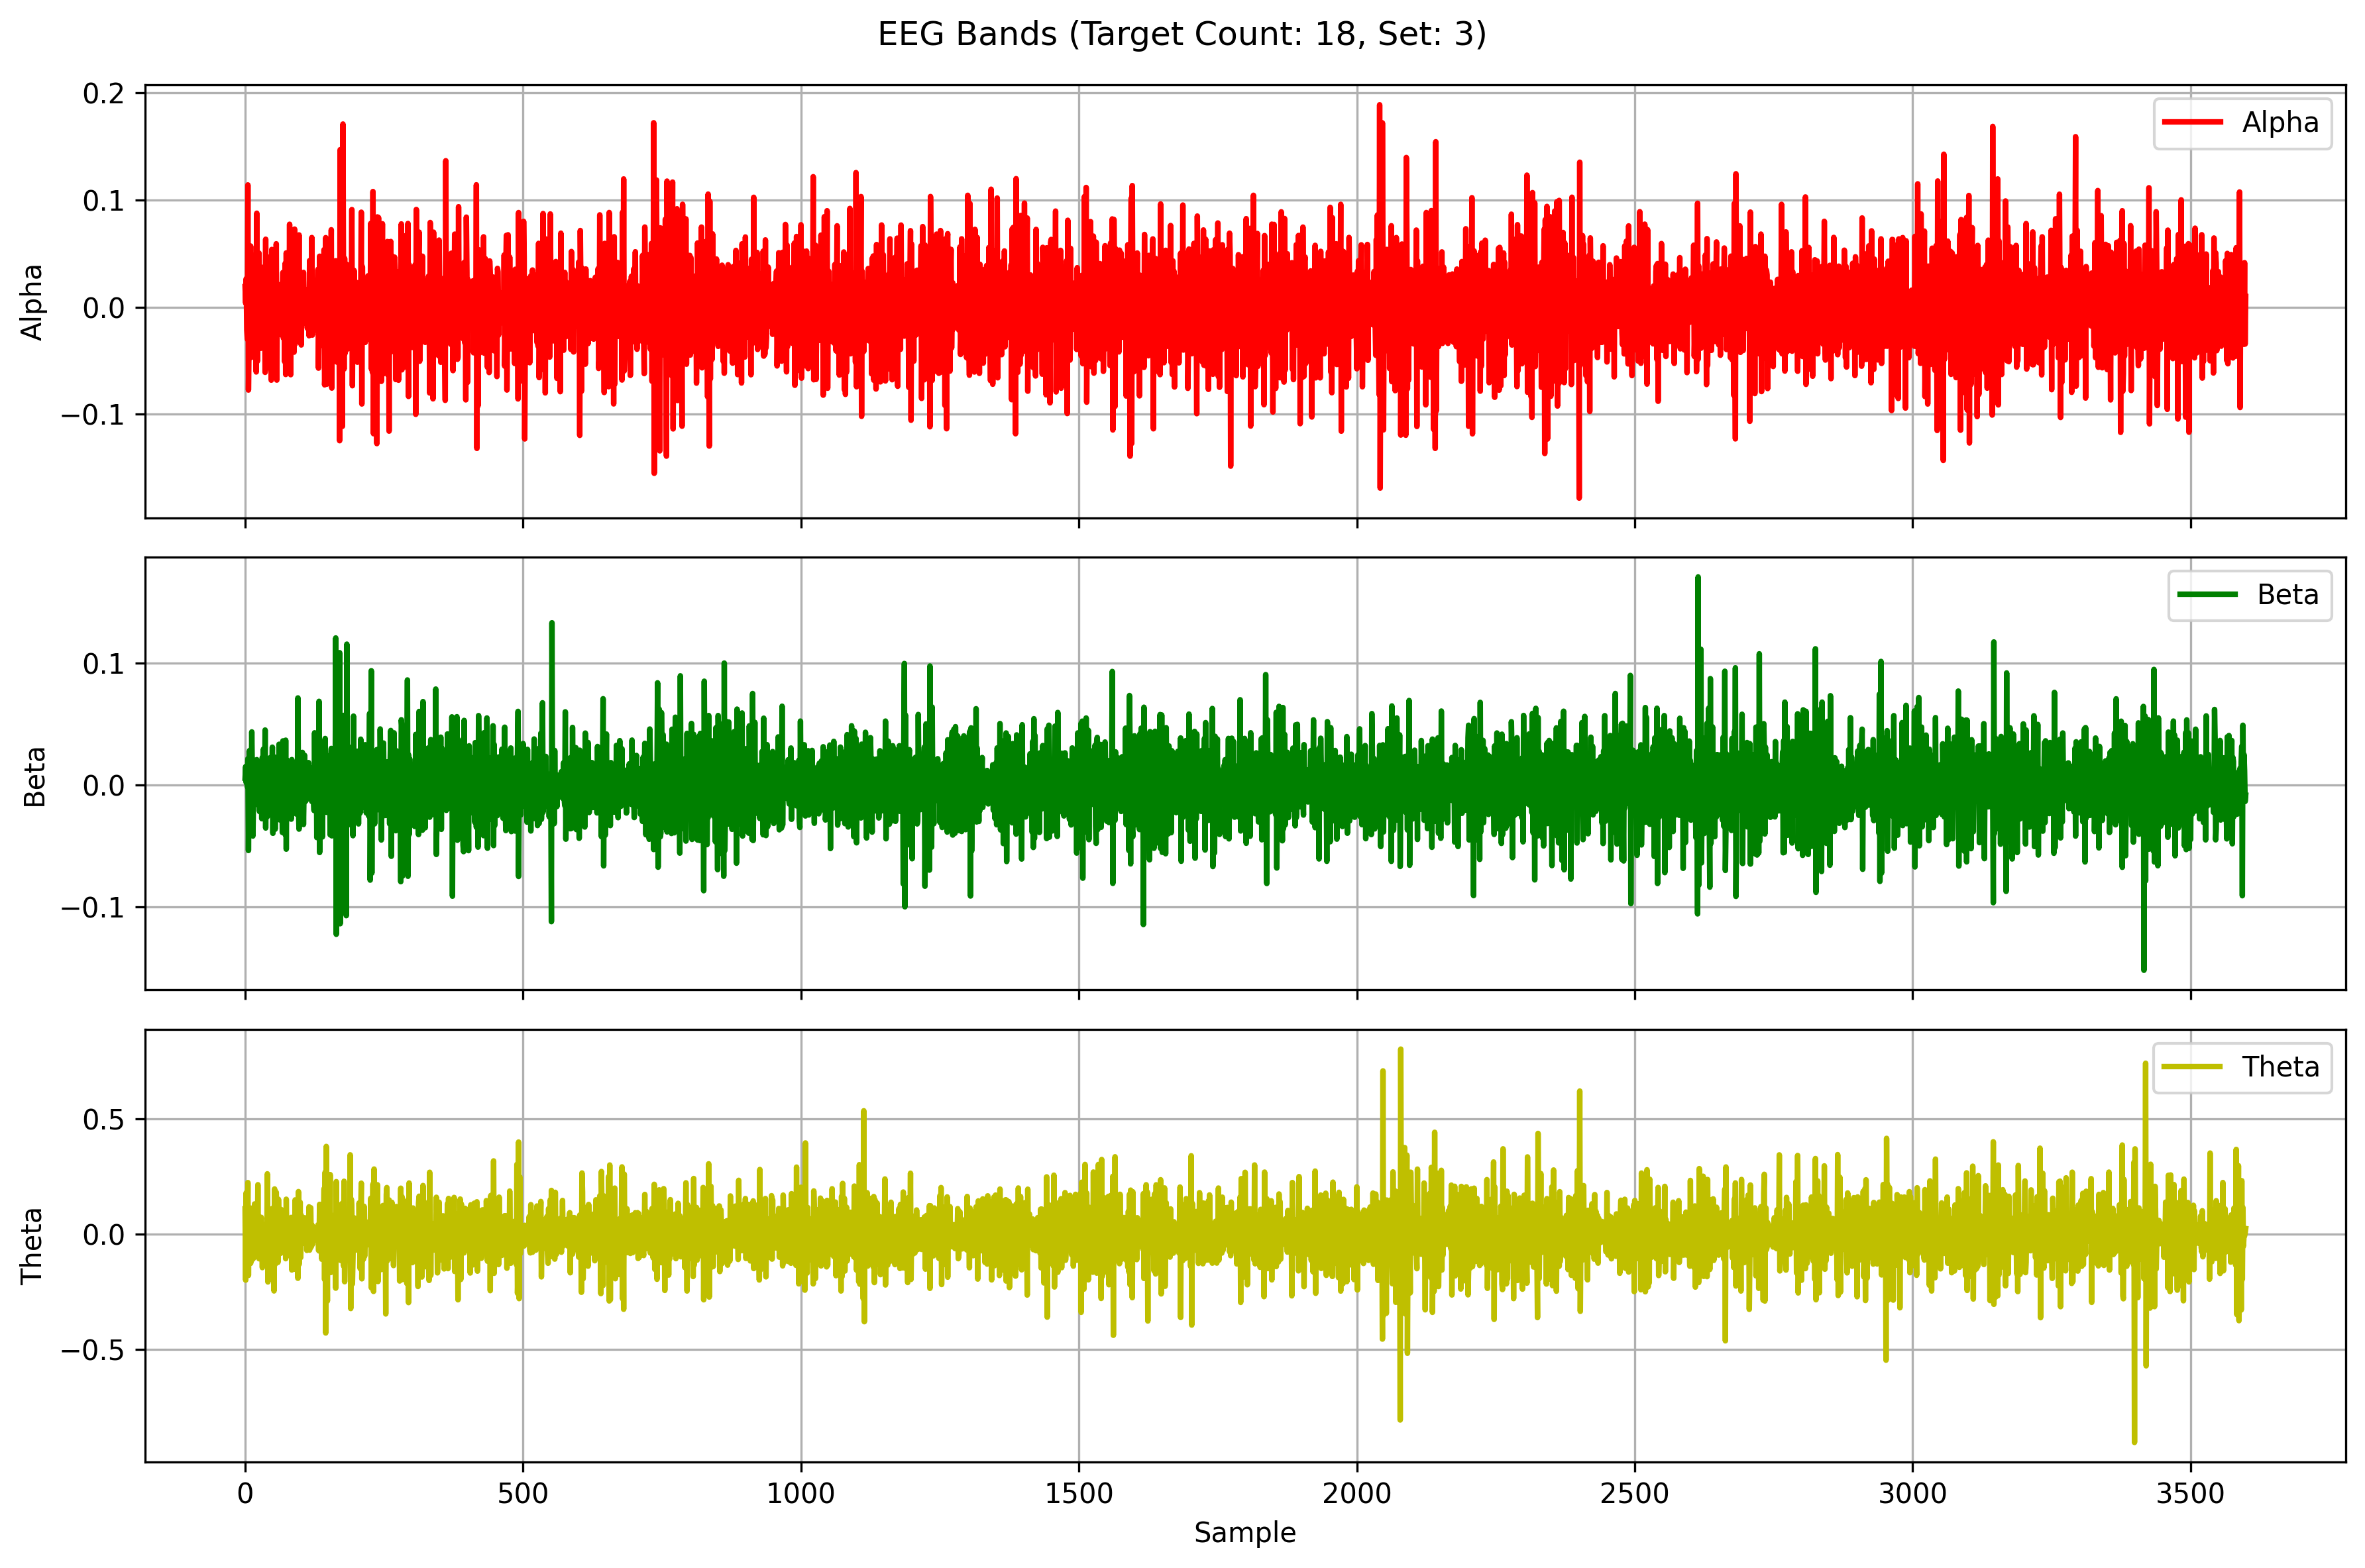 EEG Bands (Target Count: 18, Set: 3)
0.2
0.1
0.0
−0.1
Alpha
Alpha
0.1
0.0
−0.1
Beta
Beta
0.5
0.0
−0.5
Theta
Theta
0 500 1000 1500 2000 2500 3000 3500
Sample